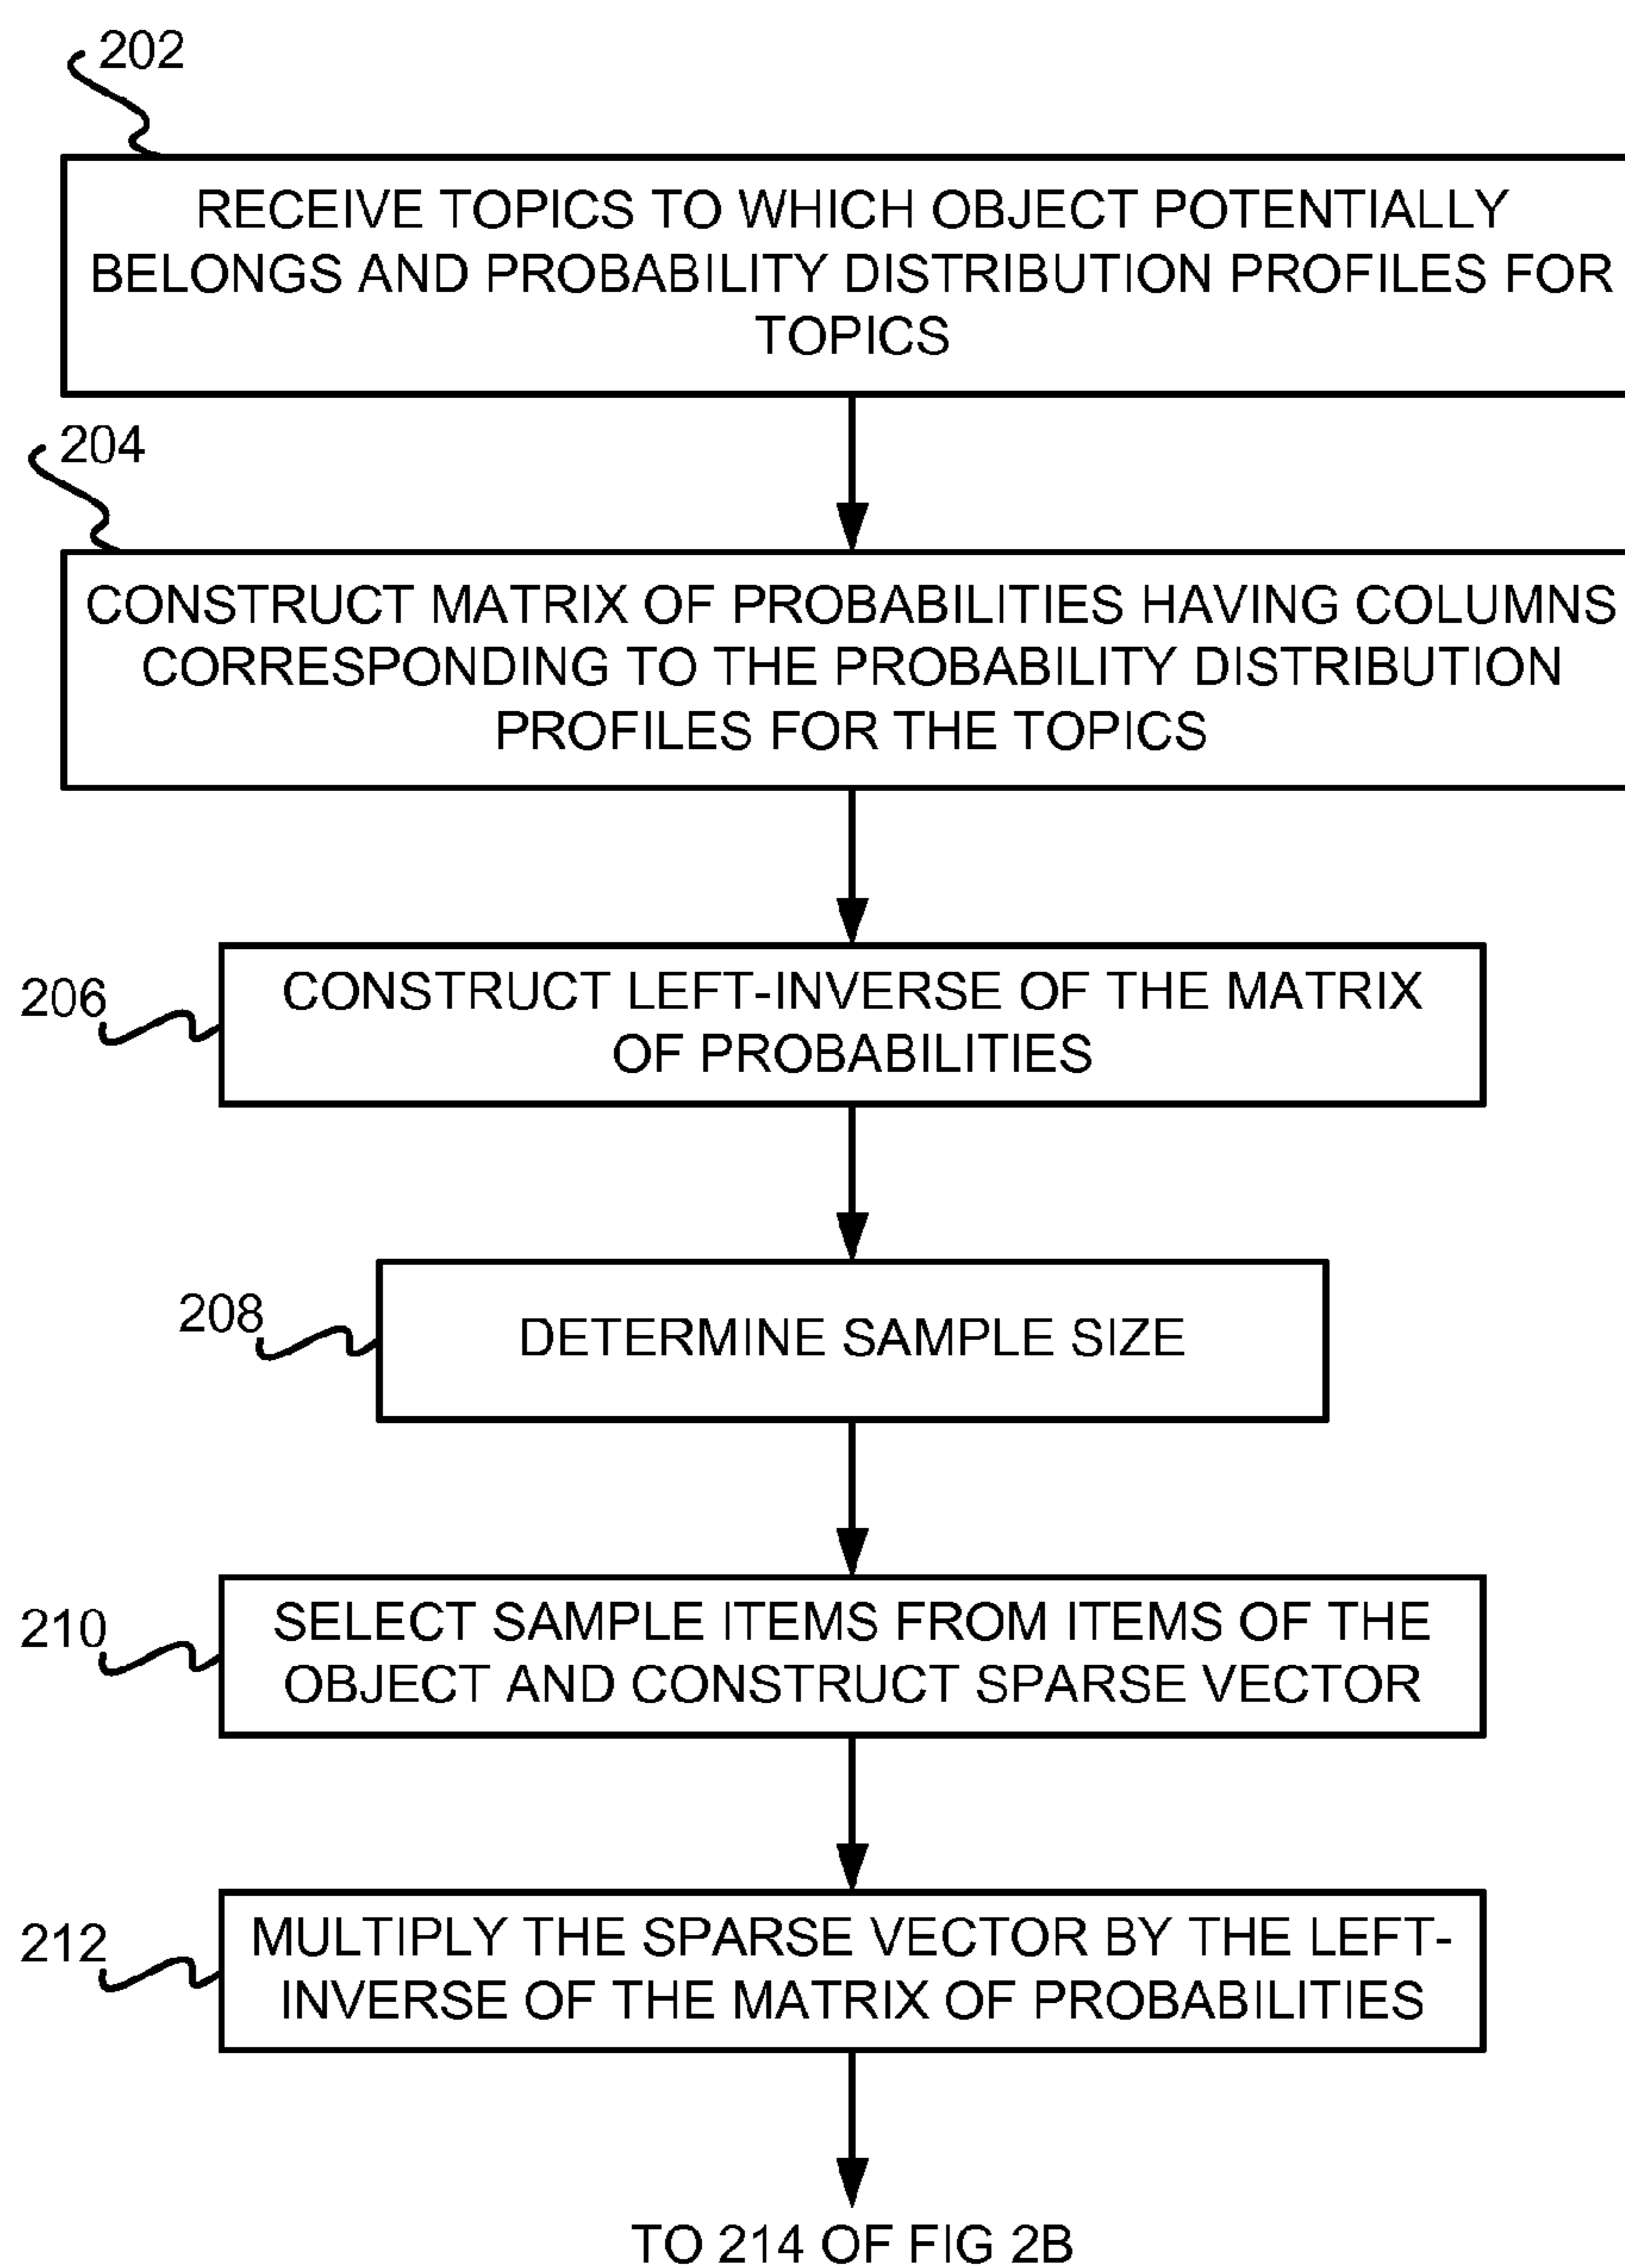 202
RECEIVE TOPICS TO WHICH OBJECT POTENTIALLY
BELONGS AND PROBABILITY DISTRIBUTION PROFILES FOR
TOPICS
204
CONSTRUCT MATRIX OF PROBABILITIES HAVING COLUMNS
CORRESPONDING TO THE PROBABILITY DISTRIBUTION
PROFILES FOR THE TOPICS
206
CONSTRUCT LEFT-INVERSE OF THE MATRIX
OF PROBABILITIES
208
DETERMINE SAMPLE SIZE
210
SELECT SAMPLE ITEMS FROM ITEMS OF THE
OBJECT AND CONSTRUCT SPARSE VECTOR
212
MULTIPLY THE SPARSE VECTOR BY THE LEFT-
INVERSE OF THE MATRIX OF PROBABILITIES
TO 214 OF FIG 2B